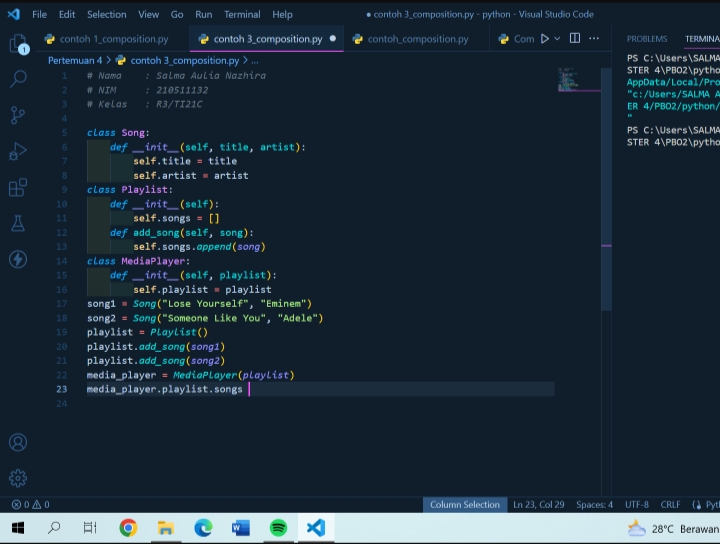 File Edit Selection View Go Run Terminal Help
● contoh 3_composition.py - python - Visual Studio Code
contoh 1_composition.py
contoh 3_composition.py ●
contoh_composition.py
Com
Pertemuan 4 > contoh 3_composition.py > ...
1 # Nama : Salma Aulia Nazhira
2 # NIM : 210511132
3 # Kelas : R3/TI21C
4
5 class Song:
6 def __init__(self, title, artist):
7 self.title = title
8 self.artist = artist
9 class Playlist:
10 def __init__(self):
11 self.songs = []
12 def add_song(self, song):
13 self.songs.append(song)
14 class MediaPlayer:
15 def __init__(self, playlist):
16 self.playlist = playlist
17 song1 = Song("Lose Yourself", "Eminem")
18 song2 = Song("Someone Like You", "Adele")
19 playlist = Playlist()
20 playlist.add_song(song1)
21 playlist.add_song(song2)
22 media_player = MediaPlayer(playlist)
23 media_player.playlist.songs
24
PROBLEMS TERMINA
PS C:\Users\SALMA
STER 4\PBO2\pytho
AppData/Local/Pro
"c:/Users/SALMA A
ER 4/PBO2/python/
"
PS C:\Users\SALMA
STER 4\PBO2\pytho
1
0 0
Column Selection Ln 23, Col 29 Spaces: 4 UTF-8 CRLF Pyt
28°C Berawan